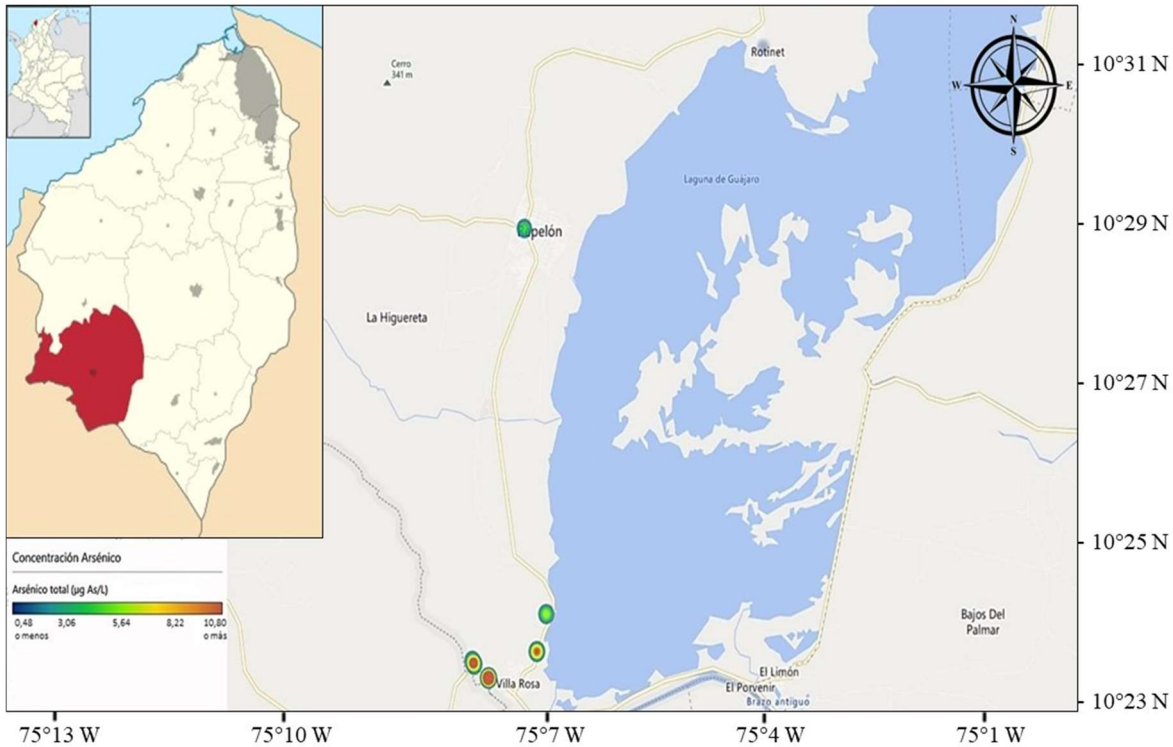 N
W
E
S
Cerro
341 m
Rotinet
10°31 N
Laguna de Guájaro
10°29 N
Repelón
La Higuereta
10°27 N
10°25 N
Concentración Arsénico
Arsénico total (µg As/L)
0,48 3,06 5,64 8,22 10,80
o menos o más
Bajos Del
Palmar
El Limón
Villa Rosa
El Porvenir
Brazo antiguo
10°23 N
75°13 W 75°10 W 75°7 W 75°4 W 75°1 W